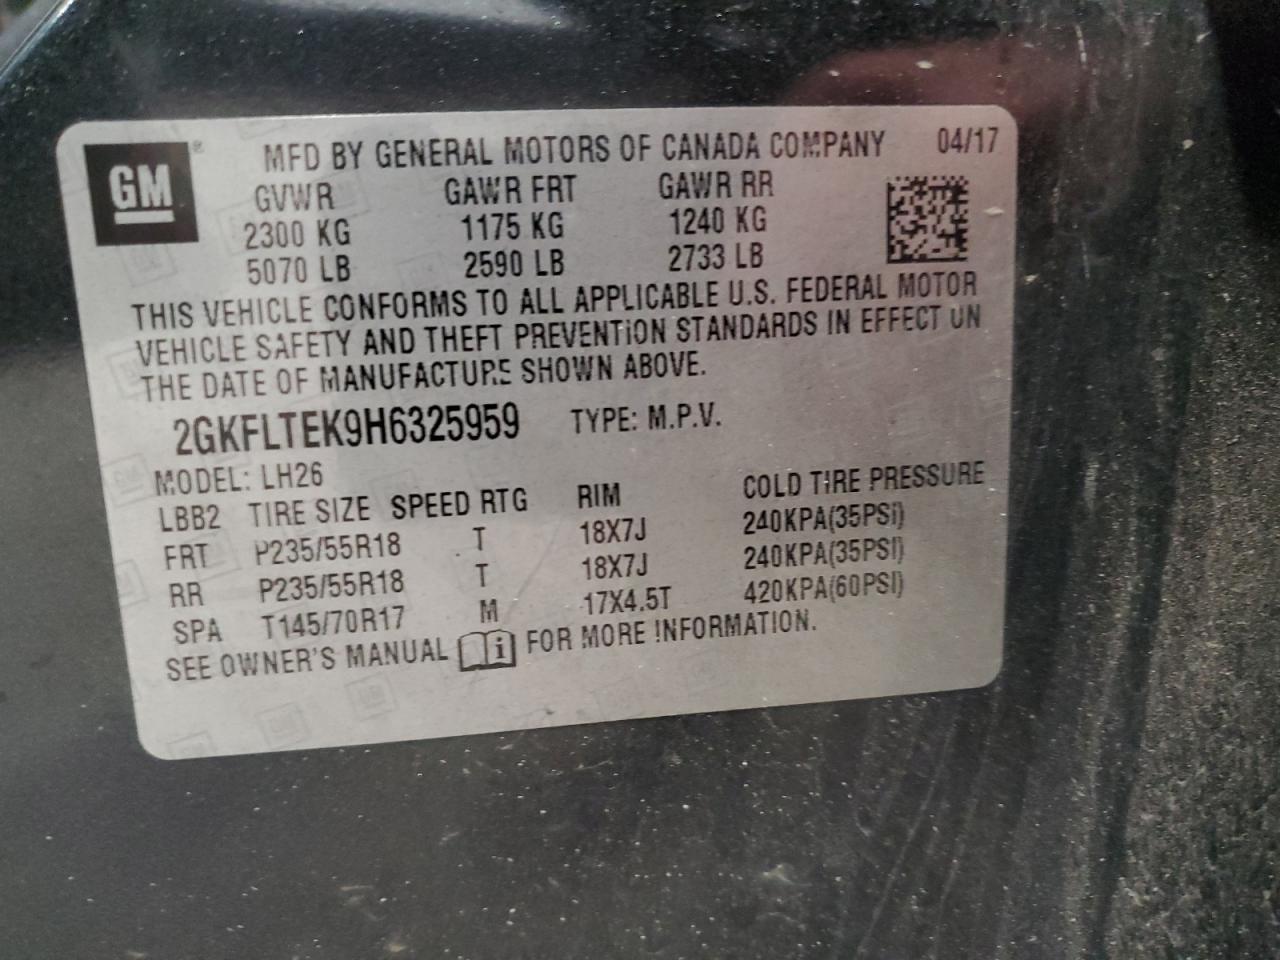 GM® MFD BY GENERAL MOTORS OF CANADA COMPANY 04/17
GVWR GAWR FRT GAWR RR
2300 KG 1175 KG 1240 KG
5070 LB 2590 LB 2733 LB
THIS VEHICLE CONFORMS TO ALL APPLICABLE U.S. FEDERAL MOTOR
VEHICLE SAFETY AND THEFT PREVENTION STANDARDS IN EFFECT ON
THE DATE OF MANUFACTURE SHOWN ABOVE.
2GKFLTEK9H6325959 TYPE: M.P.V.
MODEL: LH26
LBB2 TIRE SIZE SPEED RTG RIM COLD TIRE PRESSURE
FRT P235/55R18 T 18X7J 240KPA(35PSI)
RR P235/55R18 T 18X7J 240KPA(35PSI)
SPA T145/70R17 M 17X4.5T 420KPA(60PSI)
SEE OWNER'S MANUAL i FOR MORE INFORMATION.